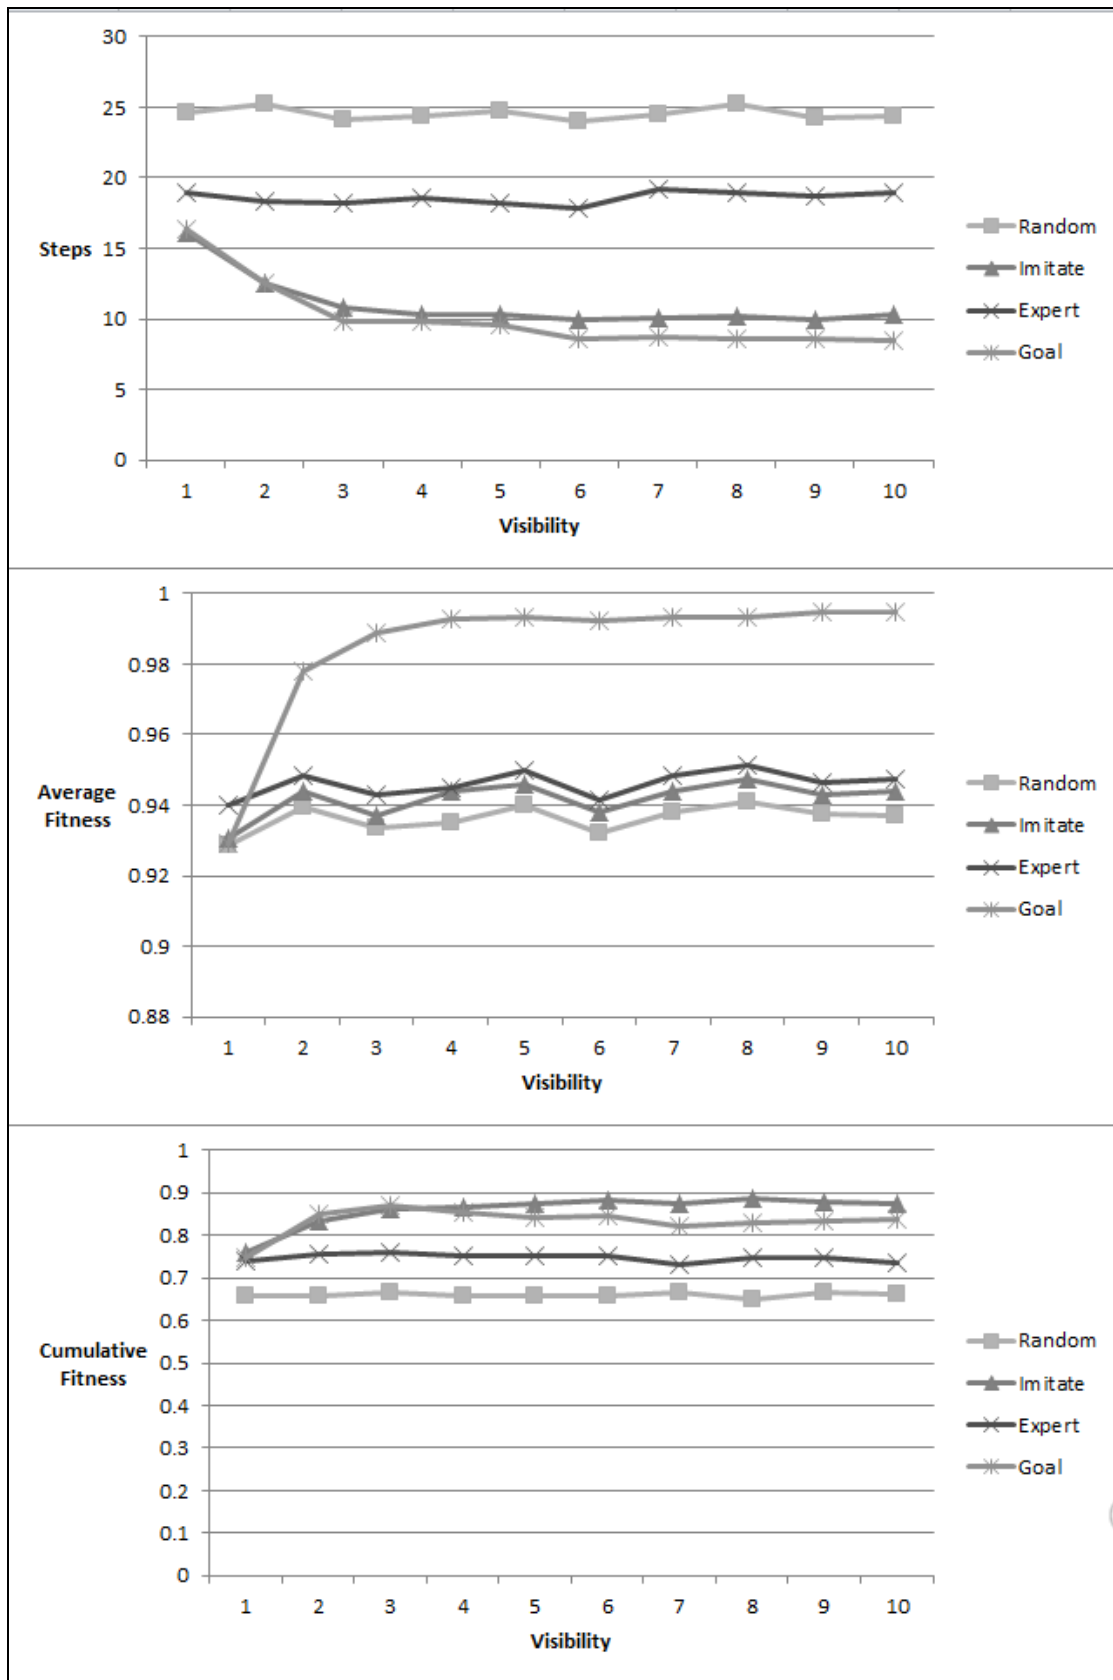 30
25
20
15
10
5
0
Steps
1 2 3 4 5 6 7 8 9 10
Visibility
Random
Imitate
Expert
Goal
1
0.98
0.96
0.94
0.92
0.9
0.88
Average
Fitness
1 2 3 4 5 6 7 8 9 10
Visibility
Random
Imitate
Expert
Goal
1
0.9
0.8
0.7
0.6
0.5
0.4
0.3
0.2
0.1
0
Cumulative
Fitness
1 2 3 4 5 6 7 8 9 10
Visibility
Random
Imitate
Expert
Goal